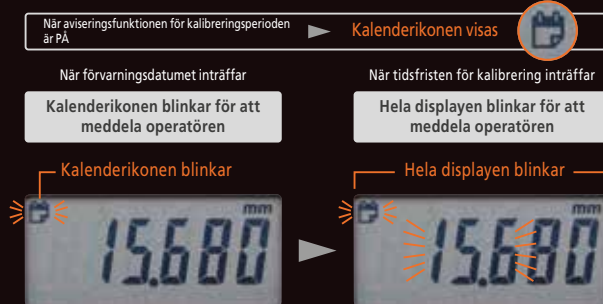 När aviseringsfunktionen för kalibreringsperioden
är PÅ
Kalenderikonen visas
När förvarningsdatumet inträffar
Kalenderikonen blinkar för att
meddela operatören
Kalenderikonen blinkar
mm
15.680
När tidsfristen för kalibrering inträffar
Hela displayen blinkar för att
meddela operatören
Hela displayen blinkar
mm
15.680